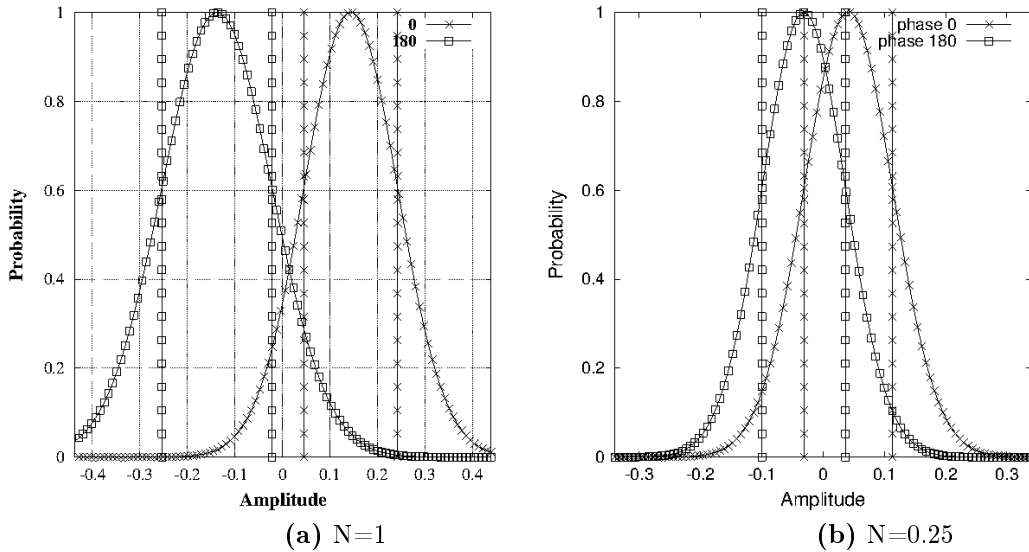 1
0.8
0.6
0.4
0.2
0
Probability
-0.4 -0.3 -0.2 -0.1 0 0.1 0.2 0.3 0.4
Amplitude
0
180
(a) N=1
1
0.8
0.6
0.4
0.2
0
Probability
-0.3 -0.2 -0.1 0 0.1 0.2 0.3
Amplitude
phase 0
phase 180
(b) N=0.25